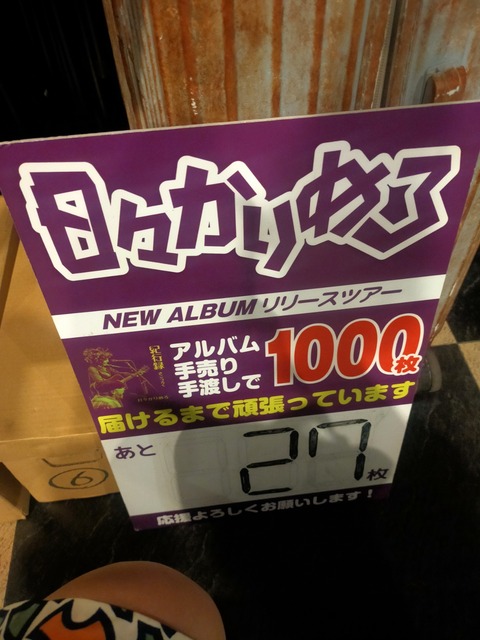 日々かりめろ
NEW ALBUM リリースツアー
アルバム
手売り
手渡しで
1000枚
届けるまで頑張っています
あと
27枚
応援よろしくお願いします!
6